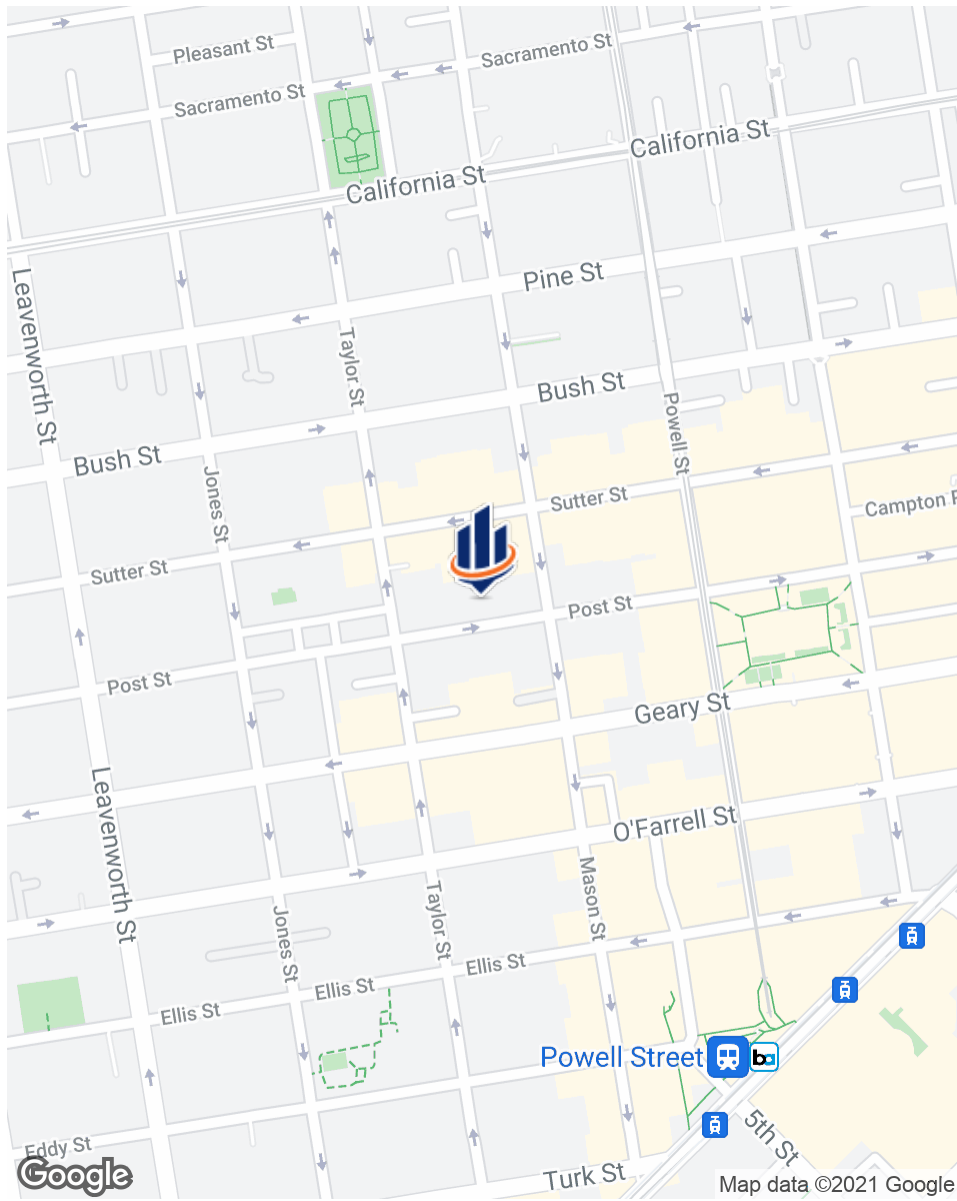 Pleasant St
Sacramento St
Sacramento St
California St
California St
Pine St
Leavenworth St
Taylor St
Bush St
Powell St
Bush St
Jones St
Sutter St
Campton
Sutter St
Post St
Post St
Geary St
Leavenworth St
O'Farrell St
Mason St
Taylor St
Jones St
Ellis St
Ellis St
Ellis St
Powell Street
ba
5th St
Eddy St
Turk St
Google
Map data ©2021 Google